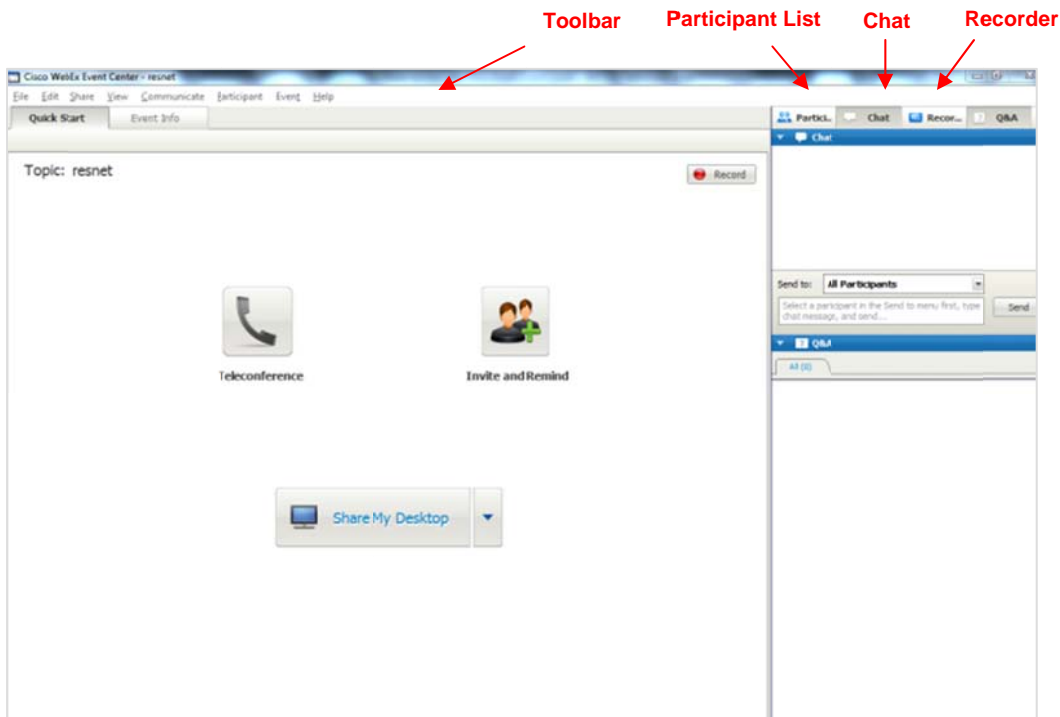 Toolbar Participant List Chat Recorder
Cisco WebEx Event Center - resnet
File Edit Share View Communicate Participant Event Help
Quick Start Event Info
Partici... Chat Recor... Q&A
Chat
Topic: resnet
Record
Send to: All Participants
Select a participant in the Send to menu first, type
chat message, and send...
Send
Q&A
All (0)
Teleconference Invite and Remind
Share My Desktop